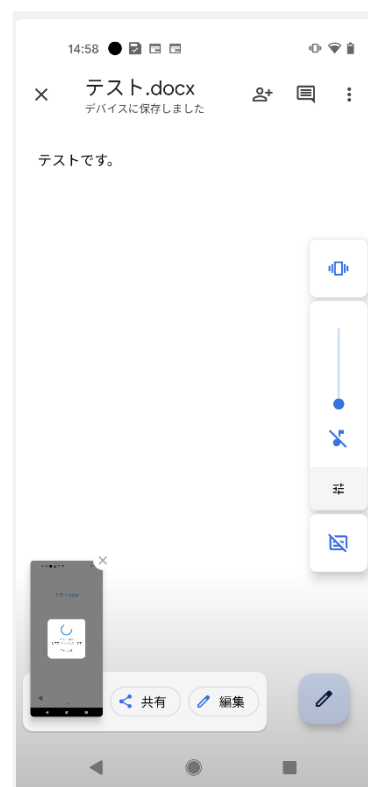 14:58
テスト.docx
デバイスに保存しました
テストです。
共有
編集